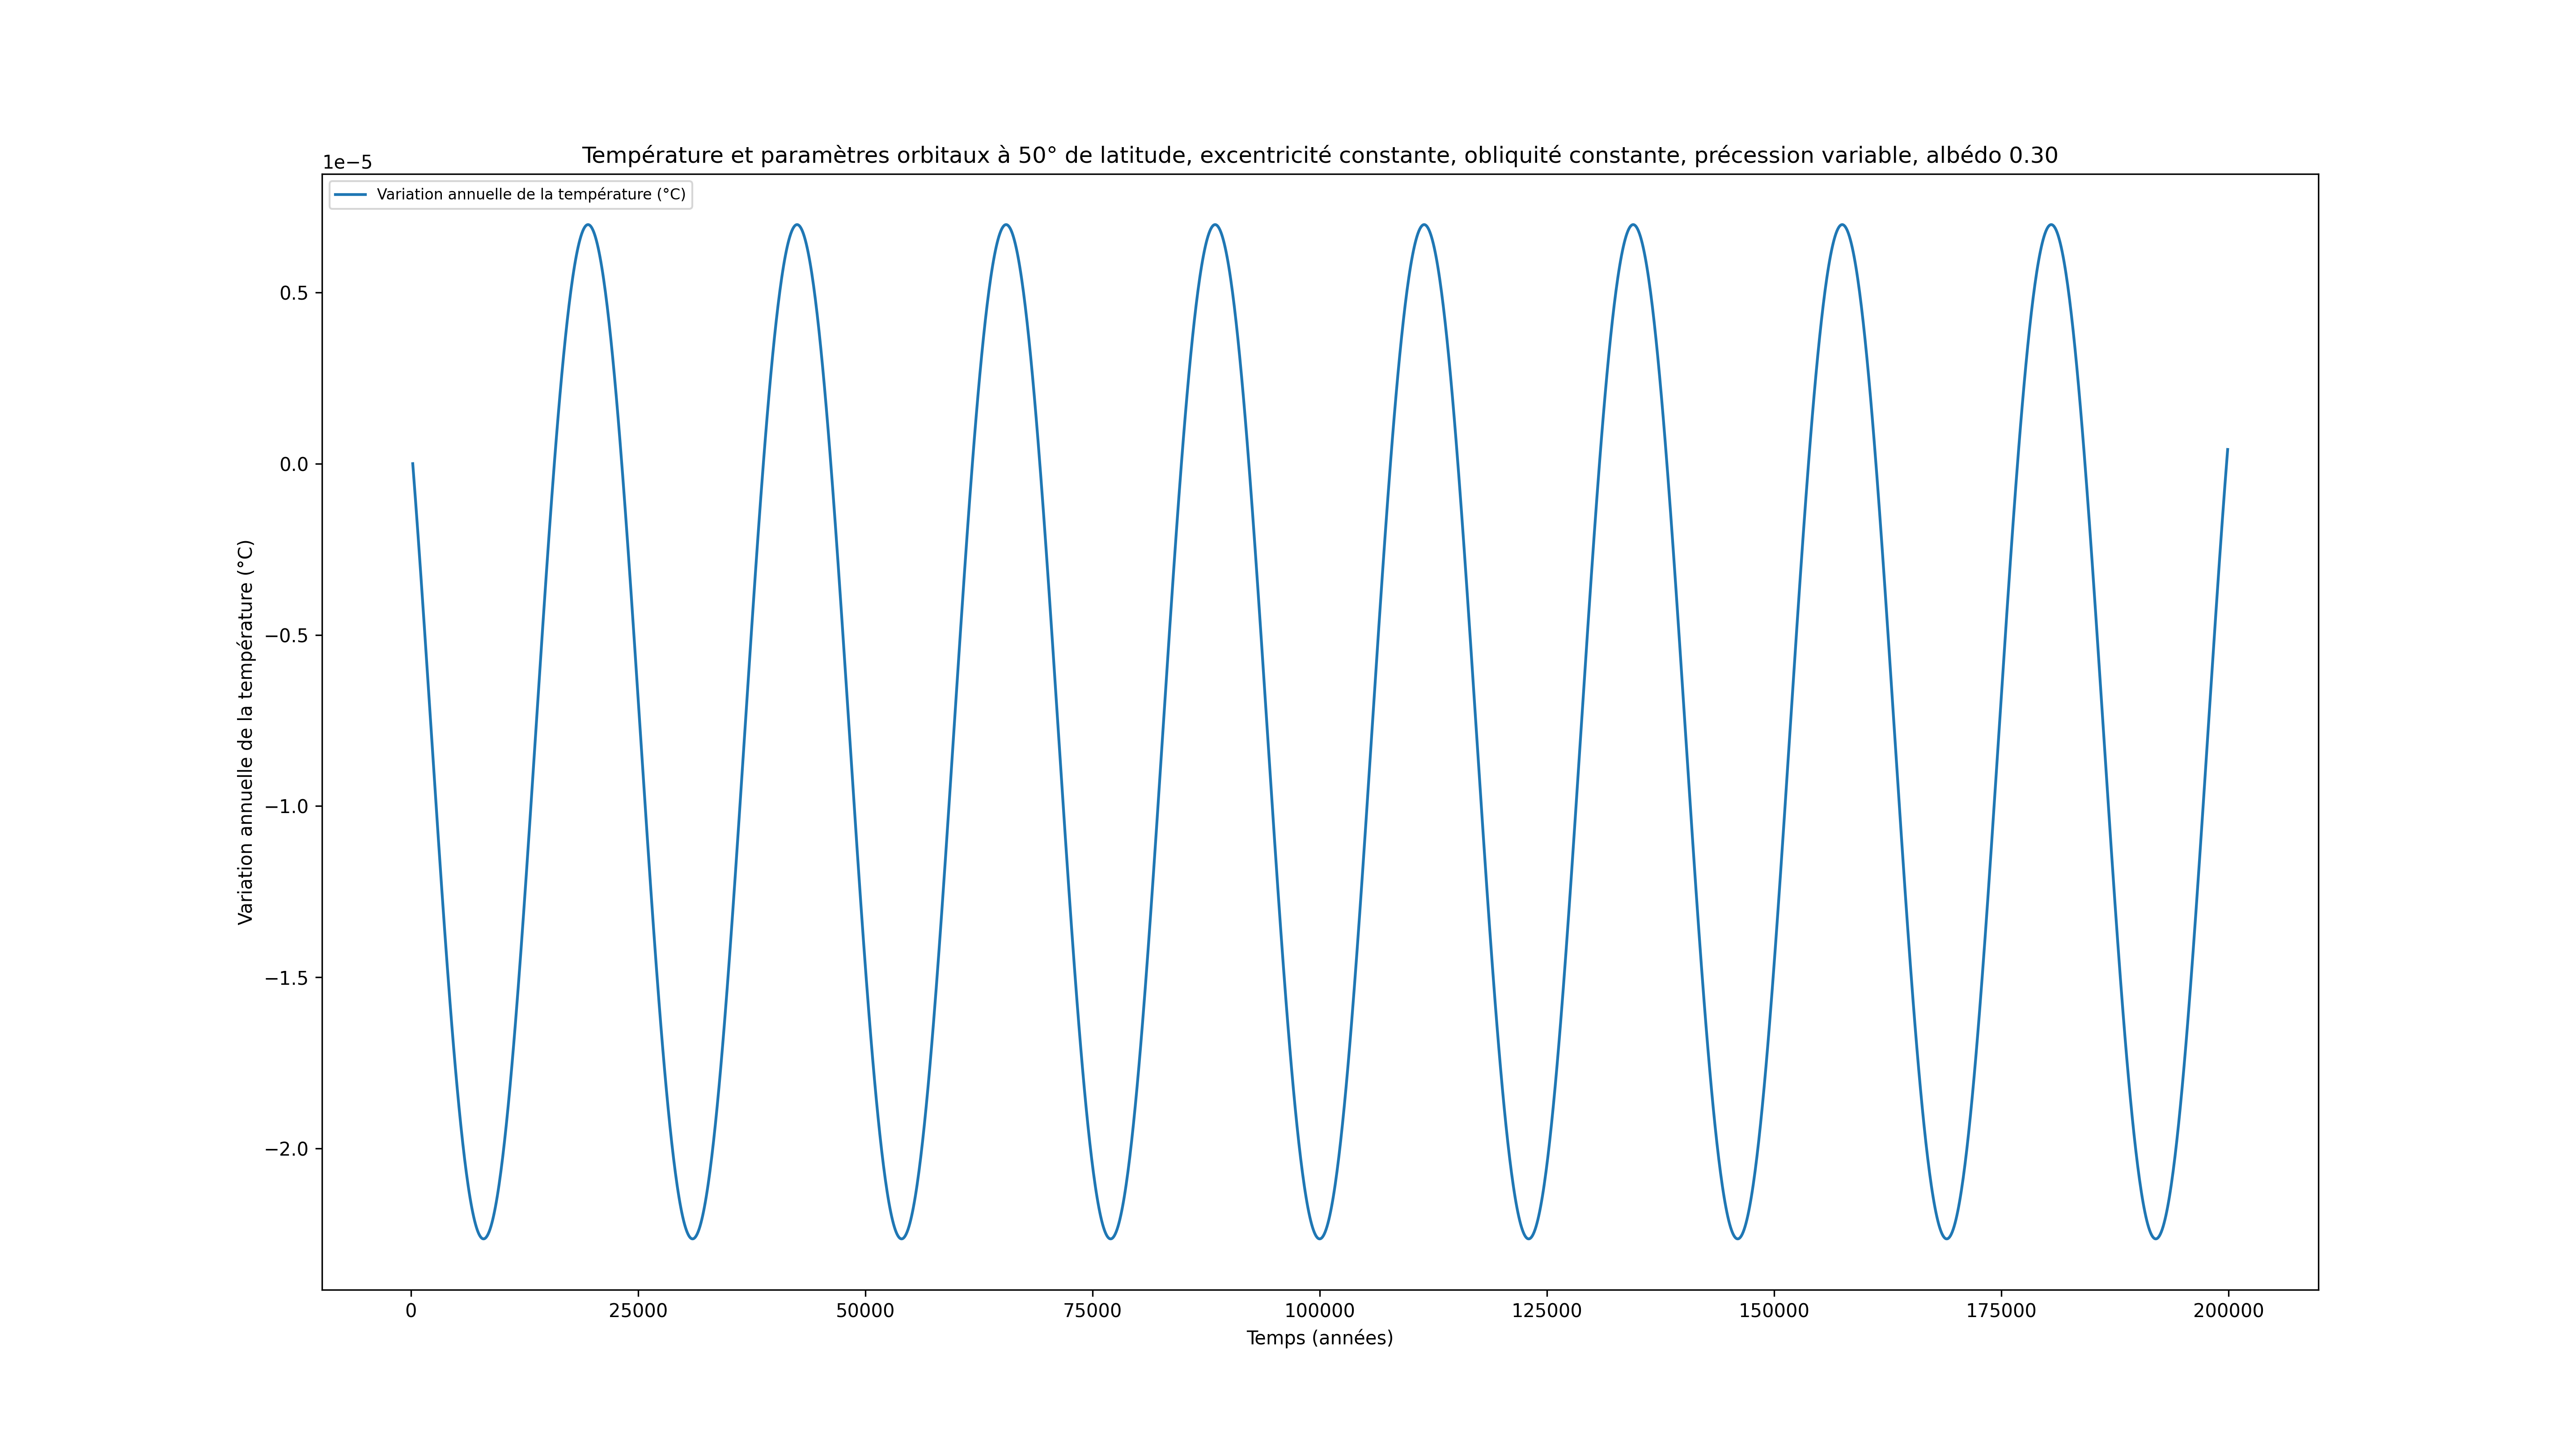 Température et paramètres orbitaux à 50° de latitude, excentricité constante, obliquité constante, précession variable, albédo 0.30
1e−5
Variation annuelle de la température (°C)
0.5
0.0
−0.5
−1.0
−1.5
−2.0
Variation annuelle de la température (°C)
0 25000 50000 75000 100000 125000 150000 175000 200000
Temps (années)